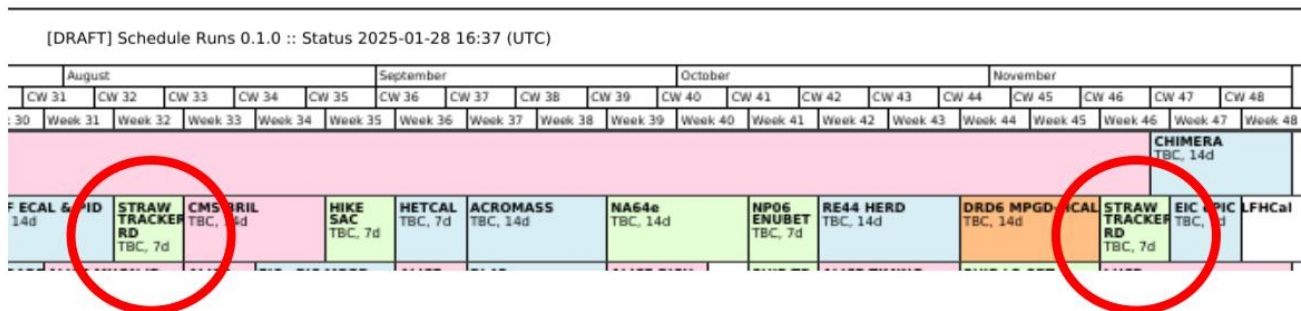 [DRAFT] Schedule Runs 0.1.0 :: Status 2025-01-28 16:37 (UTC)
August September October November
CW 31 CW 32 CW 33 CW 34 CW 35 CW 36 CW 37 CW 38 CW 39 CW 40 CW 41 CW 42 CW 43 CW 44 CW 45 CW 46 CW 47 CW 48
30 Week 31 Week 32 Week 33 Week 34 Week 35 Week 36 Week 37 Week 38 Week 39 Week 40 Week 41 Week 42 Week 43 Week 44 Week 45 Week 46 Week 47 Week 48
CHIMERA
TBC, 14d
F ECAL & PID
14d
STRAW
TRACKER
RD
TBC, 7d
CMS BRIL
TBC, 14d
HIKE
SAC
TBC, 7d
HETCAL
TBC, 7d
ACROMASS
TBC, 14d
NA64e
TBC, 14d
NP06
ENUBET
TBC, 7d
RE44 HERD
TBC, 14d
DRD6 MPGD-HCAL
TBC, 14d
STRAW
TRACKER
RD
TBC, 7d
EIC ePIC LFHCal
TBC, 7d